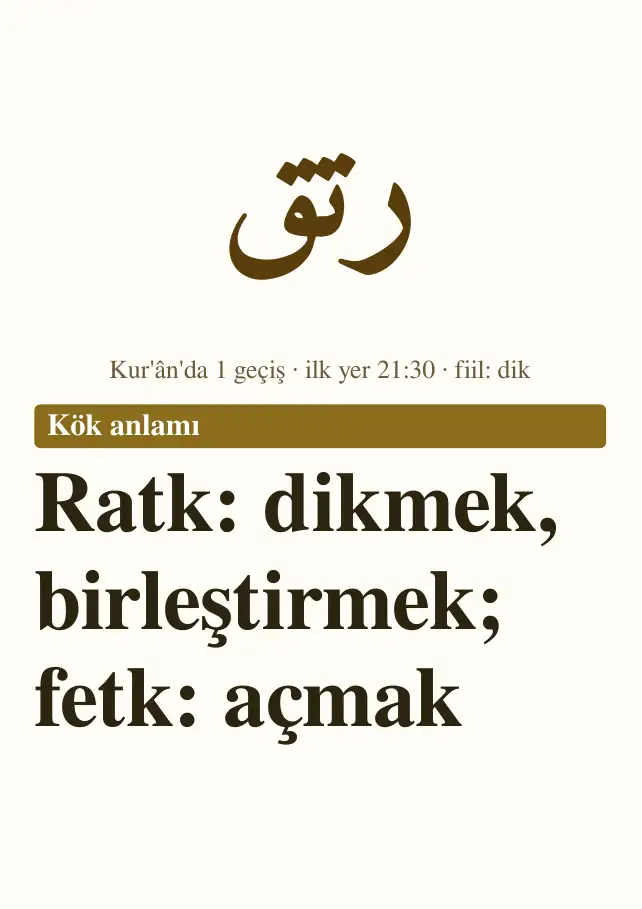 رتق
Kur'ân'da 1 geçiş · ilk yer 21:30 · fiil: dik
Kök anlamı
Ratk: dikmek,
birleştirmek;
fetk: açmak